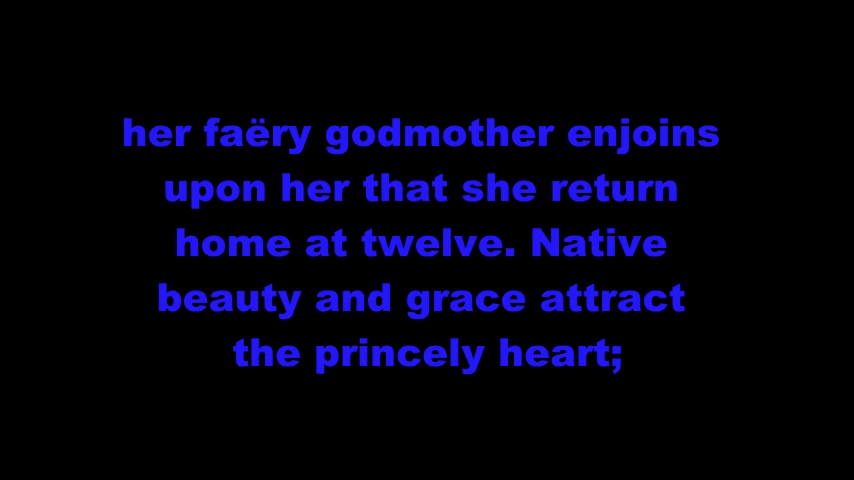 her faëry godmother enjoins
upon her that she return
home at twelve. Native
beauty and grace attract
the princely heart;